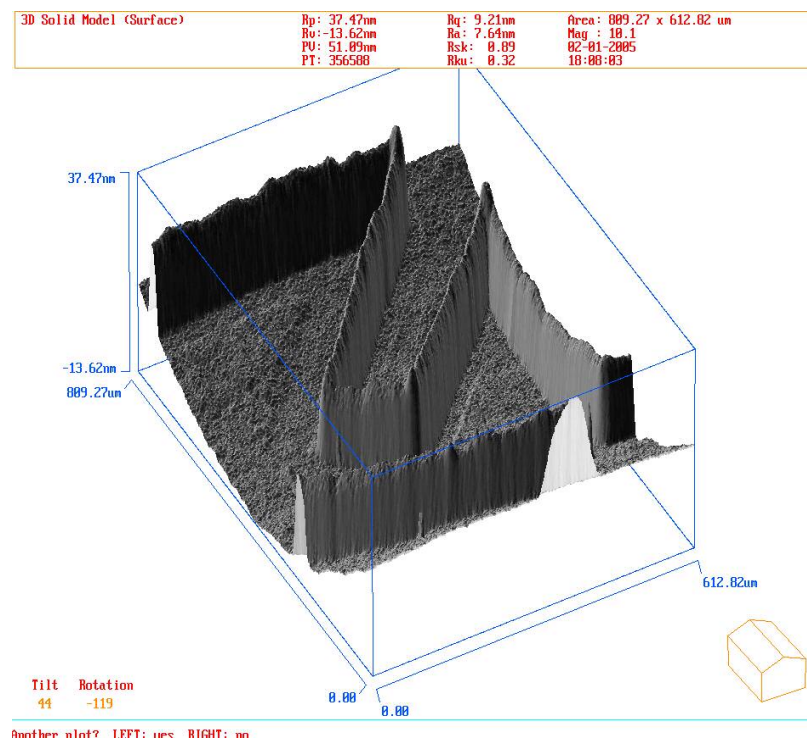 3D Solid Model (Surface)
Rp: 37.47nm Rq: 9.21nm Area: 809.27 x 612.82 um
Rv:-13.62nm Ra: 7.64nm Mag : 10.1
PV: 51.09nm Rsk: 0.89 02-01-2005
PT: 356588 Rku: 0.32 18:08:03
37.47nm
-13.62nm
809.27um
612.82um
0.00
0.00
Tilt Rotation
44 -119
Another plot? LEFT: yes RIGHT: no